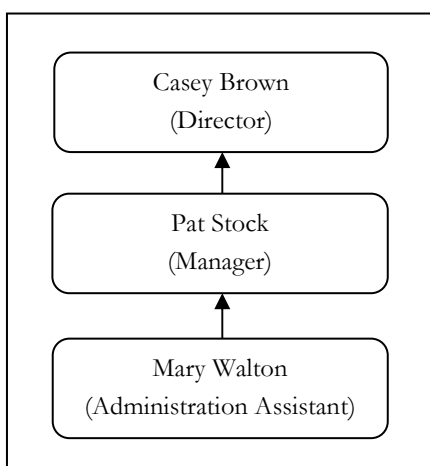 Casey Brown
(Director)
Pat Stock
(Manager)
Mary Walton
(Administration Assistant)